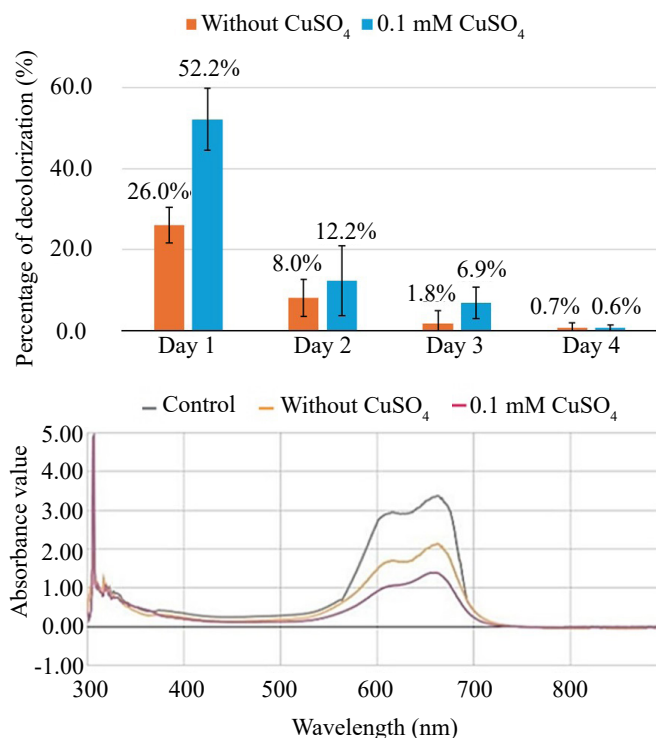 Without CuSO₄ 0.1 mM CuSO₄
Percentage of decolorization (%)
60.0
40.0
20.0
0.0
26.0%
52.2%
8.0%
12.2%
1.8%
6.9%
0.7%
0.6%
Day 1 Day 2 Day 3 Day 4
Control Without CuSO₄ 0.1 mM CuSO₄
Absorbance value
5.00
4.00
3.00
2.00
1.00
0.00
-1.00
300 400 500 600 700 800
Wavelength (nm)